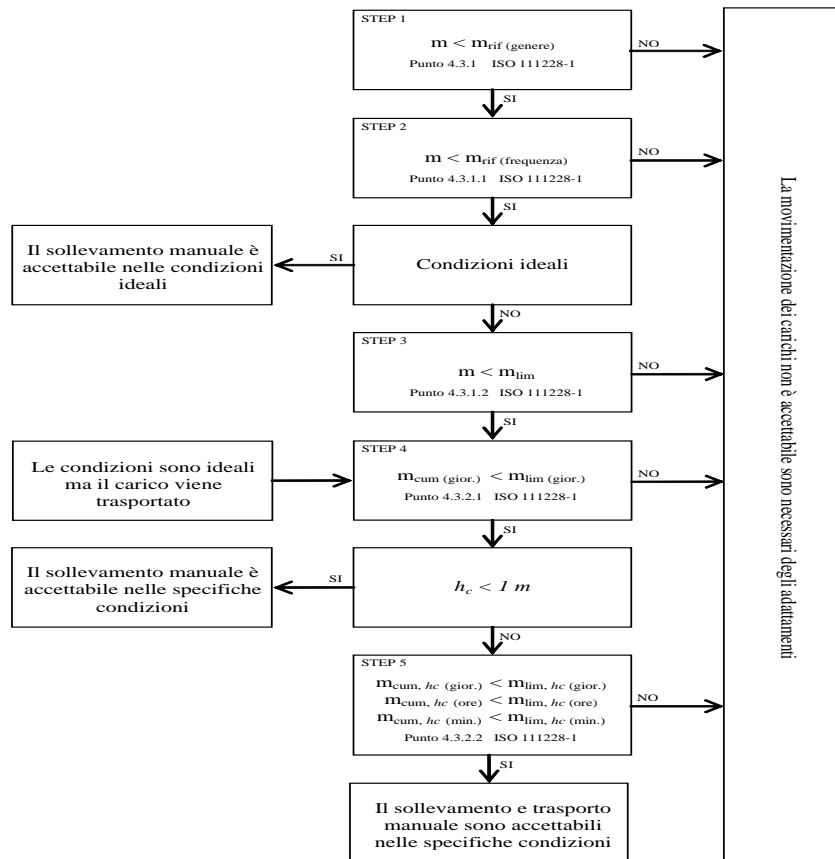 STEP 1
m < mrif (genere)
Punto 4.3.1 ISO 111228-1
NO
SI
STEP 2
m < mrif (frequenza)
Punto 4.3.1.1 ISO 111228-1
NO
SI
Il sollevamento manuale è
accettabile nelle condizioni
ideali
SI
Condizioni ideali
NO
STEP 3
m < mlim
Punto 4.3.1.2 ISO 111228-1
NO
SI
Le condizioni sono ideali
ma il carico viene
trasportato
STEP 4
mcum (gior.) < mlim (gior.)
Punto 4.3.2.1 ISO 111228-1
NO
SI
Il sollevamento manuale è
accettabile nelle specifiche
condizioni
SI
hc < 1 m
NO
STEP 5
mcum, hc (gior.) < mlim, hc (gior.)
mcum, hc (ore) < mlim, hc (ore)
mcum, hc (min.) < mlim, hc (min.)
Punto 4.3.2.2 ISO 111228-1
NO
SI
Il sollevamento e trasporto
manuale sono accettabili
nelle specifiche condizioni
La movimentazione dei carichi non è accettabile sono necessari degli adattamenti